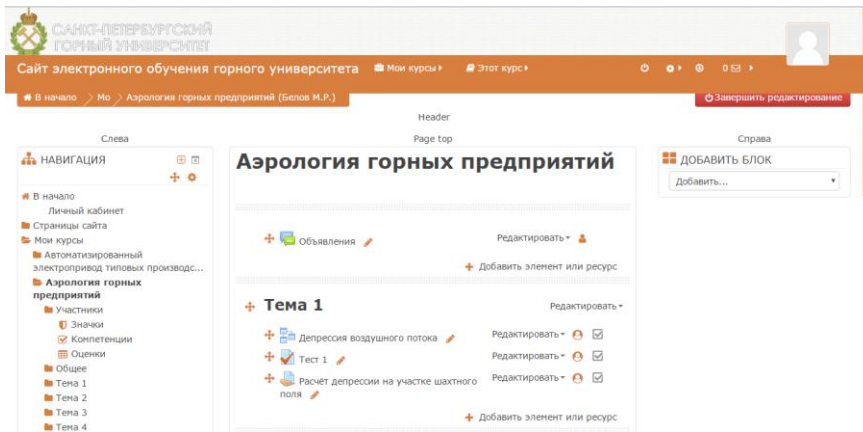 САНКТ-ПЕТЕРБУРГСКИЙ
ГОРНЫЙ УНИВЕРСИТЕТ
Сайт электронного обучения горного университета Мои курсы Этот курс 0
В начало Мо Аэрология горных предприятий (Белов М.Р.) Завершить редактирование
Header
Слева Page top Справа
НАВИГАЦИЯ
В начало
Личный кабинет
Страницы сайта
Мои курсы
Автоматизированный
электропривод типовых производс...
Аэрология горных
предприятий
Участники
Значки
Компетенции
Оценки
Общее
Тема 1
Тема 2
Тема 3
Тема 4
Аэрология горных предприятий
Объявления Редактировать
Добавить элемент или ресурс
Тема 1 Редактировать
Депрессия воздушного потока Редактировать
Тест 1 Редактировать
Расчёт депрессии на участке шахтного Редактировать
поля
Добавить элемент или ресурс
ДОБАВИТЬ БЛОК
Добавить...